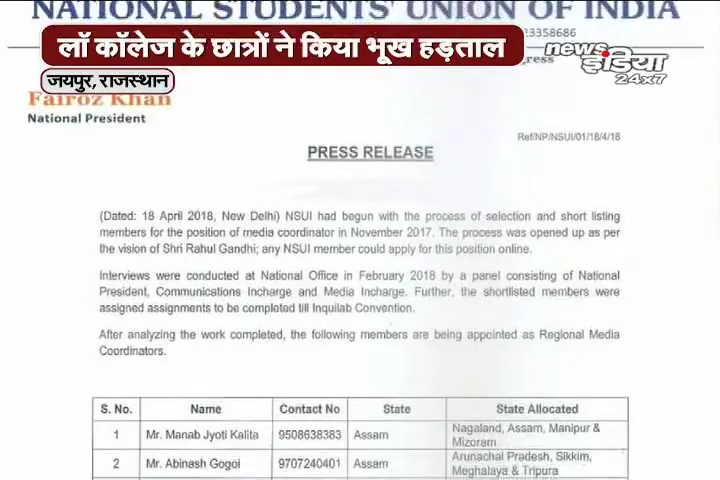 NATIONAL STUDENTS' UNION OF INDIA
लॉ कॉलेज के छात्रों ने किया भूख हड़ताल
23358686
news
इंडिया
24x7
जयपुर, राजस्थान
Fairoz Khan
National President
Ref/NP/NSUI/01/18/4/18
PRESS RELEASE
(Dated: 18 April 2018, New Delhi) NSUI had begun with the process of selection and short listing
members for the position of media coordinator in November 2017. The process was opened up as per
the vision of Shri Rahul Gandhi; any NSUI member could apply for this position online.
Interviews were conducted at National Office in February 2018 by a panel consisting of National
President, Communications Incharge and Media Incharge. Further, the shortlisted members were
assigned assignments to be completed till Inquilab Convention.
After analyzing the work completed, the following members are being appointed as Regional Media
Coordinators.
S. No. Name Contact No State State Allocated
1 Mr. Manab Jyoti Kalita 9508638383 Assam Nagaland, Assam, Manipur &
Mizoram
2 Mr. Abinash Gogoi 9707240401 Assam Arunachal Pradesh, Sikkim,
Meghalaya & Tripura